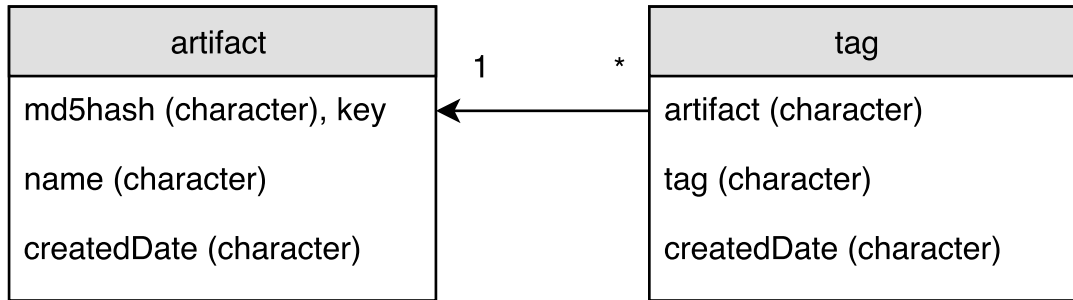 artifact
md5hash (character), key
name (character)
createdDate (character)
1
*
tag
artifact (character)
tag (character)
createdDate (character)